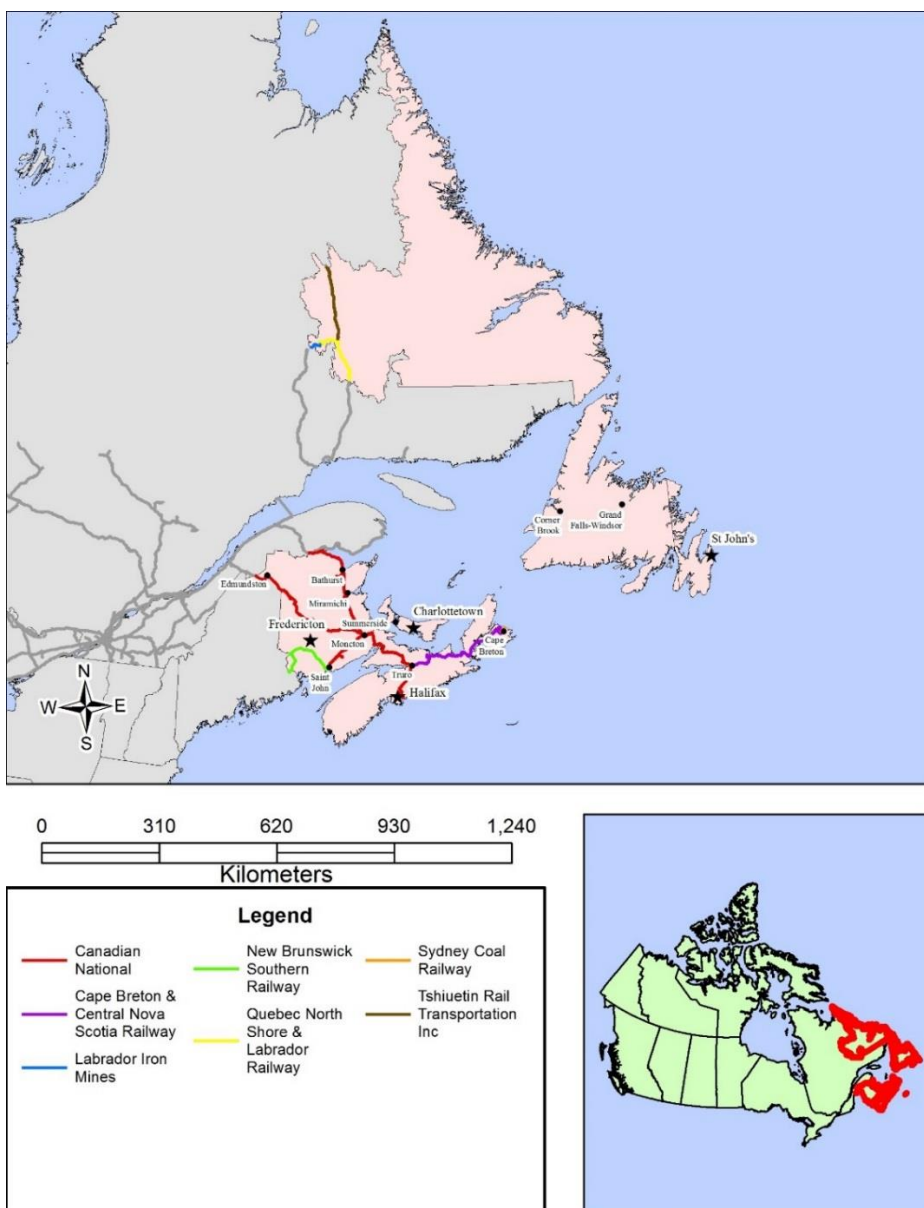 Corner
Brook
Grand
Falls-Windsor
St John's
Edmundston
Bathurst
Miramichi
Summerside
Charlottetown
Fredericton
Moncton
Cape
Breton
Saint
John
Truro
Halifax
N
W
E
S
0 310 620 930 1,240
Kilometers
Legend
Canadian
National
Cape Breton &
Central Nova
Scotia Railway
Labrador Iron
Mines
New Brunswick
Southern
Railway
Quebec North
Shore &
Labrador
Railway
Sydney Coal
Railway
Tshiuetin Rail
Transportation
Inc